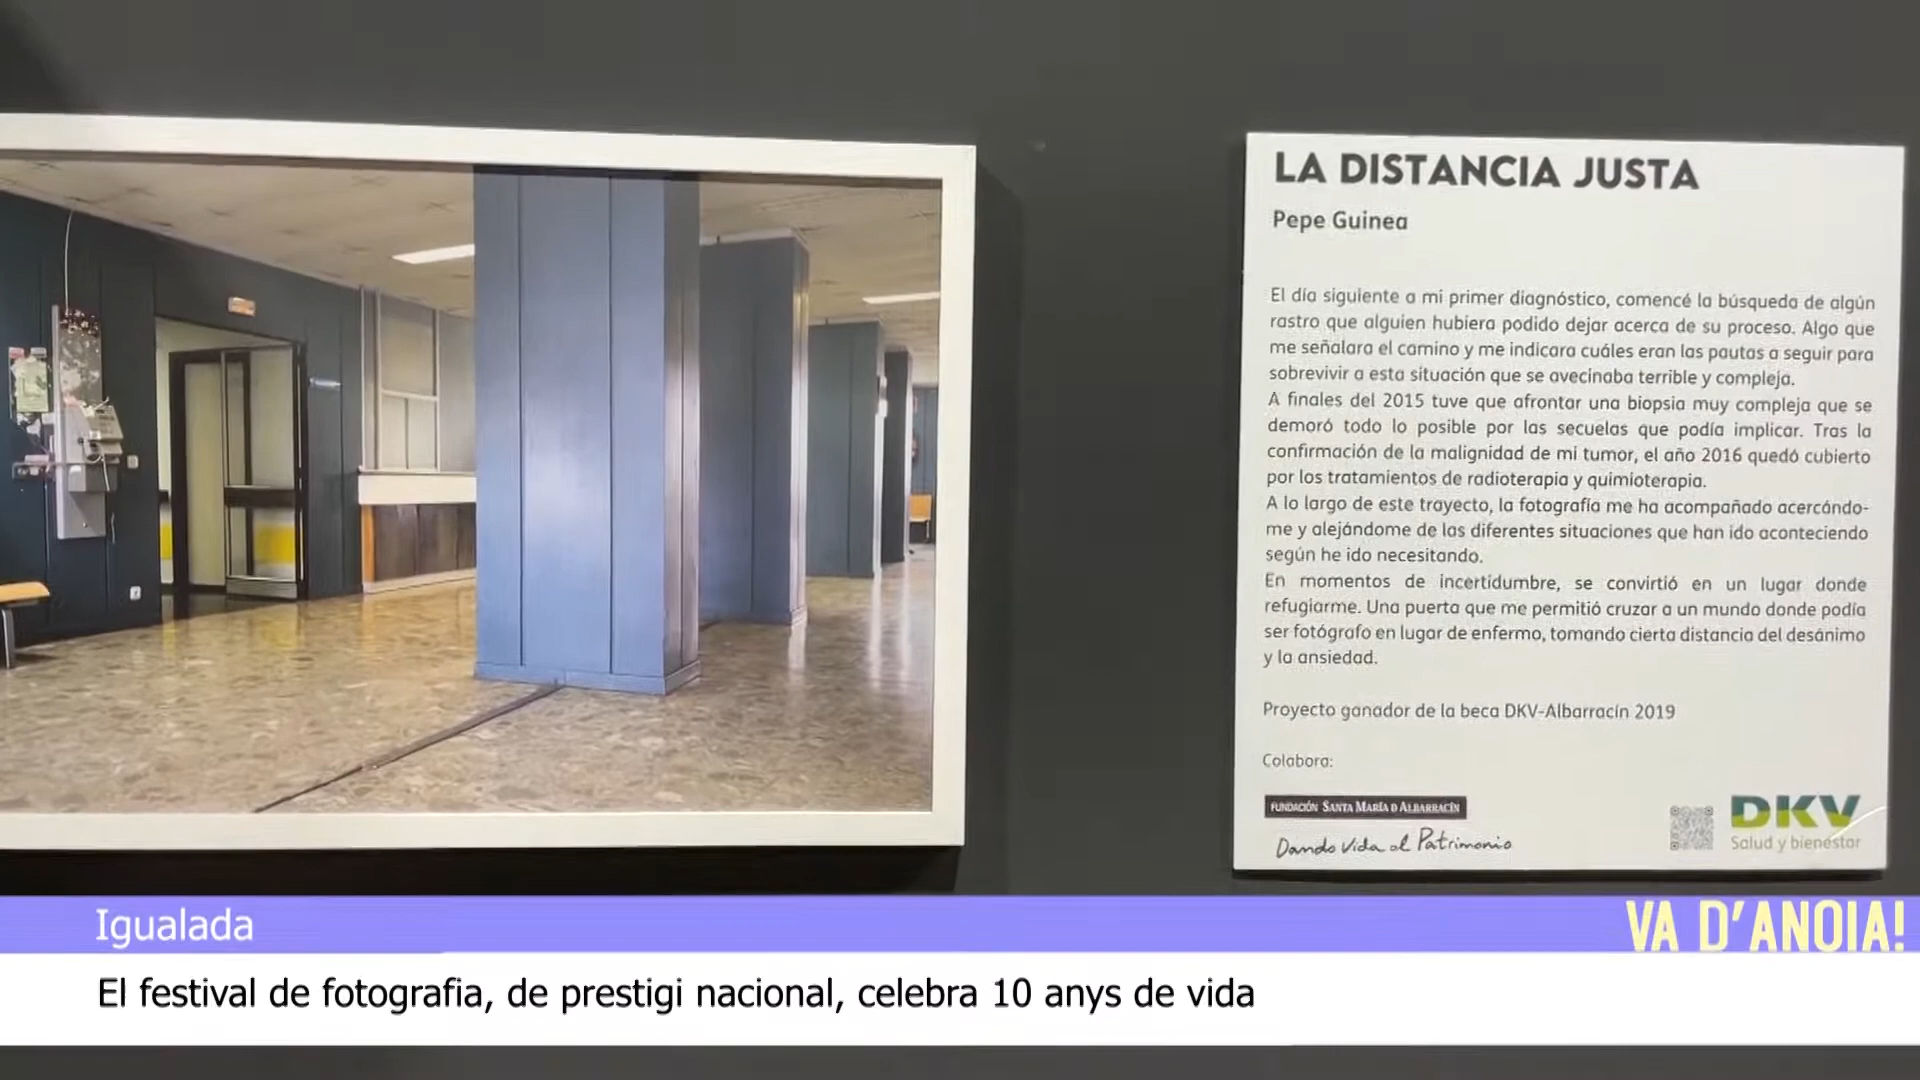 LA DISTANCIA JUSTA
Pepe Guinea
El día siguiente a mi primer diagnóstico, comencé la búsqueda de algún
rastro que alguien hubiera podido dejar acerca de su proceso. Algo que
me señalara el camino y me indicara cuáles eran las pautas a seguir para
sobrevivir a esta situación que se avecinaba terrible y compleja.
A finales del 2015 tuve que afrontar una biopsia muy compleja que se
demoró todo lo posible por las secuelas que podía implicar. Tras la
confirmación de la malignidad de mi tumor, el año 2016 quedó cubierto
por los tratamientos de radioterapia y quimioterapia.
A lo largo de este trayecto, la fotografía me ha acompañado acercándo-
me y alejándome de las diferentes situaciones que han ido aconteciendo
según he ido necesitando.
En momentos de incertidumbre, se convirtió en un lugar donde
refugiarme. Una puerta que me permitió cruzar a un mundo donde podía
ser fotógrafo en lugar de enfermo, tomando cierta distancia del desánimo
y la ansiedad.
Proyecto ganador de la beca DKV-Albarracín 2019
Colabora:
FUNDACIÓN SANTA MARÍA D ALBARRACÍN
Dando Vida al Patrimonio
DKV
Salud y bienestar
Igualada
VA D'ANOIA!
El festival de fotografia, de prestigi nacional, celebra 10 anys de vida